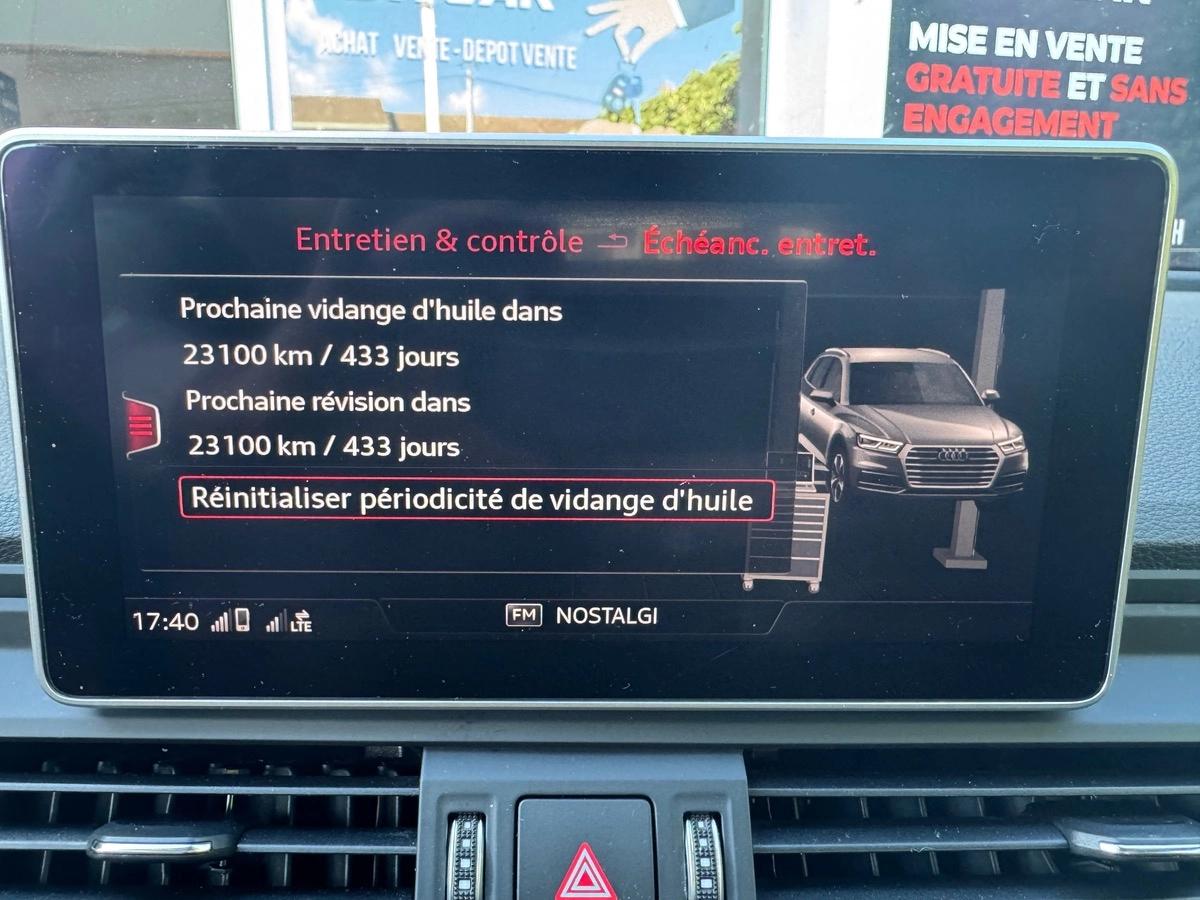 ACHAT VENTE - DEPOT VENTE
MISE EN VENTE
GRATUITE ET SANS
ENGAGEMENT
Entretien & contrôle Échéanc. entret.
Prochaine vidange d'huile dans
23100 km / 433 jours
Prochaine révision dans
23100 km / 433 jours
Réinitialiser périodicité de vidange d'huile
17:40 LTE FM NOSTALGI